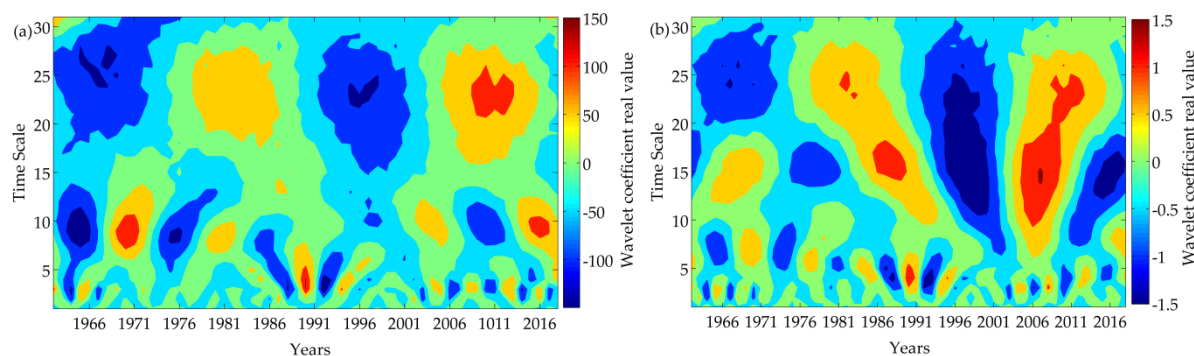 (a)
Time Scale
30
25
20
15
10
5
1966 1971 1976 1981 1986 1991 1996 2001 2006 1011 2016
Years
150
100
50
0
-50
-100
Wavelet coefficient real value
(b)
Time Scale
30
25
20
15
10
5
1966 1971 1976 1981 1986 1991 1996 2001 2006 2011 2016
Years
1.5
1
0.5
0
-0.5
-1
-1.5
Wavelet coefficient real value